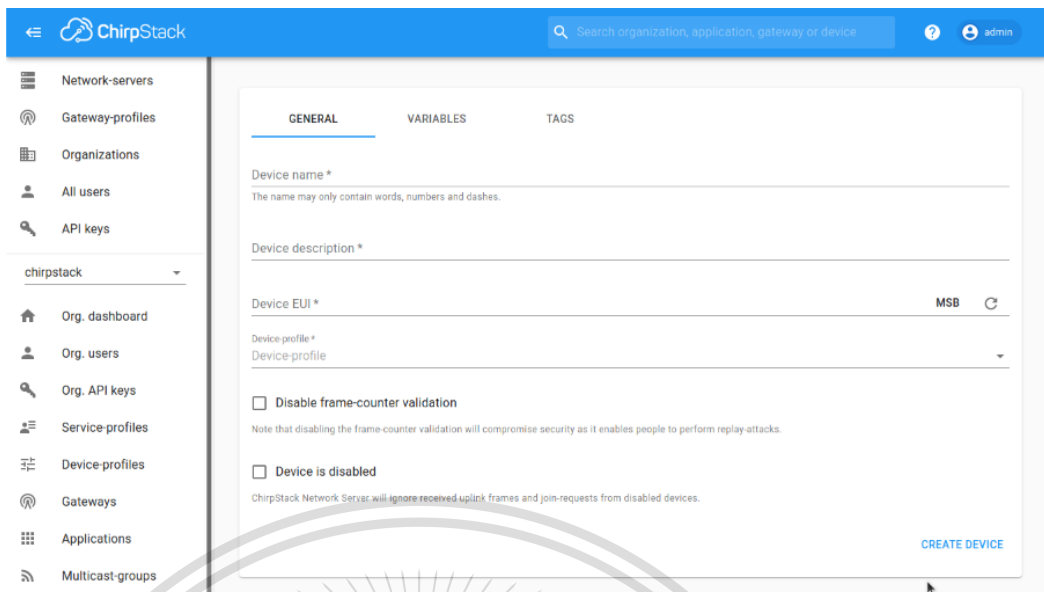 ChirpStack
Search organization, application, gateway or device
?
admin
Network-servers
Gateway-profiles
Organizations
All users
API keys
chirpstack
Org. dashboard
Org. users
Org. API keys
Service-profiles
Device-profiles
Gateways
Applications
Multicast-groups
GENERAL VARIABLES TAGS
Device name *
The name may only contain words, numbers and dashes.
Device description *
Device EUI *
MSB
Device-profile *
Device-profile
Disable frame-counter validation
Note that disabling the frame-counter validation will compromise security as it enables people to perform replay-attacks.
Device is disabled
ChirpStack Network Server will ignore received uplink frames and join-requests from disabled devices.
CREATE DEVICE